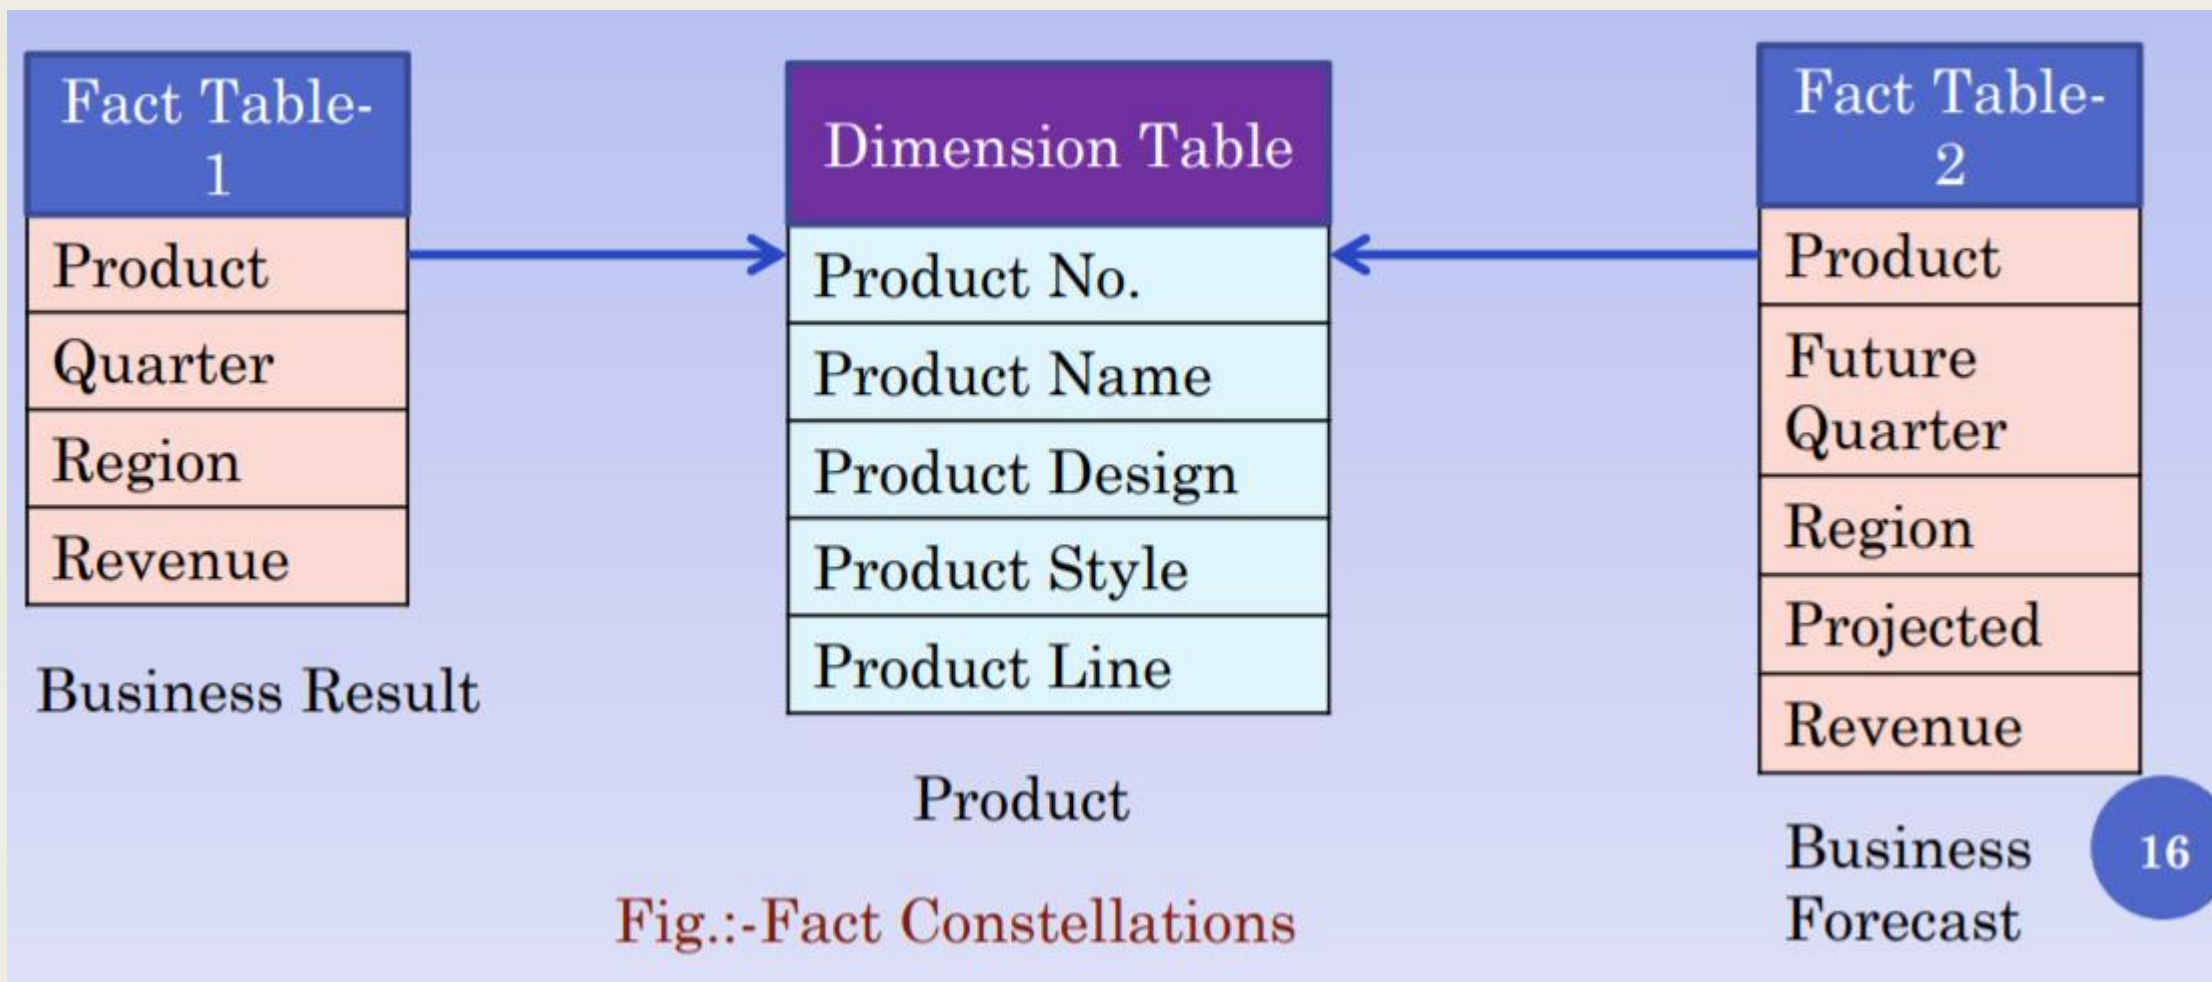 Fact Table-
1
Product
Quarter
Region
Revenue
Business Result
Dimension Table
Product No.
Product Name
Product Design
Product Style
Product Line
Product
Fact Table-
2
Product
Future
Quarter
Region
Projected
Revenue
Business
Forecast
16
Fig.:-Fact Constellations